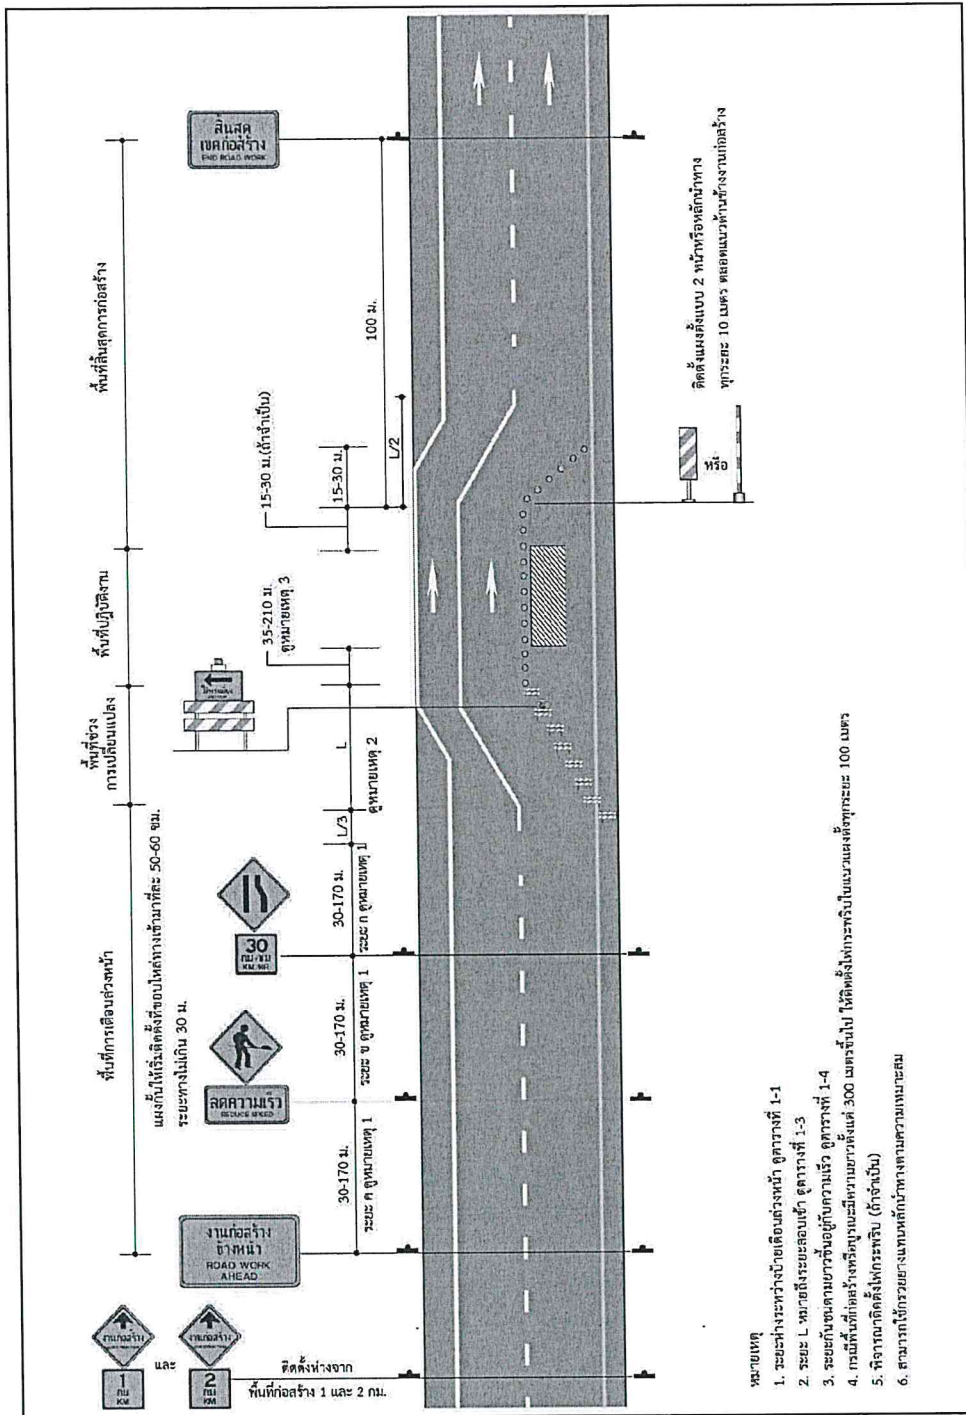 สิ้นสุด
เขตก่อสร้าง
END ROAD WORK
พื้นที่สิ้นสุดการก่อสร้าง
100 ม.
15-30 ม.(ถ้าจำเป็น)
15-30 ม.
L/2
ติดตั้งแผงตั้งแบบ 2 หน้าหรือหลักนำทาง
ทุกระยะ 10 เมตร ตลอดแนวด้านข้างงานก่อสร้าง
หรือ
พื้นที่ปฏิบัติงาน
35-210 ม.
ดูหมายเหตุ 3
พื้นที่ช่วง
การเปลี่ยนแปลง
L
ดูหมายเหตุ 2
L/3
พื้นที่การเตือนล่วงหน้า
แผงกั้นให้เริ่มติดตั้งที่ขอบไหล่ทางเข้ามาทีละ 50-60 ซม.
ระยะทางไม่เกิน 30 ม.
30
กม./ชม.
KM./HR.
30-170 ม.
ระยะ ก ดูหมายเหตุ 1
ลดความเร็ว
REDUCE SPEED
30-170 ม.
ระยะ ข ดูหมายเหตุ 1
30-170 ม.
ระยะ ค ดูหมายเหตุ 1
งานก่อสร้าง
ข้างหน้า
ROAD WORK
AHEAD
งานก่อสร้าง
1
กม
KM
และ
งานก่อสร้าง
2
กม
KM
ติดตั้งห่างจาก
พื้นที่ก่อสร้าง 1 และ 2 กม.
หมายเหตุ
1. ระยะห่างระหว่างป้ายเตือนล่วงหน้า ดูตารางที่ 1-1
2. ระยะ L หมายถึงระยะสอบเข้า ดูตารางที่ 1-3
3. ระยะกันชนตามยาวขึ้นอยู่กับความเร็ว ดูตารางที่ 1-4
4. กรณีพื้นที่ก่อสร้างหรือบูรณะมีความยาวตั้งแต่ 300 เมตรขึ้นไป ให้ติดตั้งไฟกระพริบในแนวแผงตั้งทุกระยะ 100 เมตร
5. พิจารณาติดตั้งไฟกระพริบ (ถ้าจำเป็น)
6. สามารถใช้กรวยยางแทนหลักนำทางตามความเหมาะสม